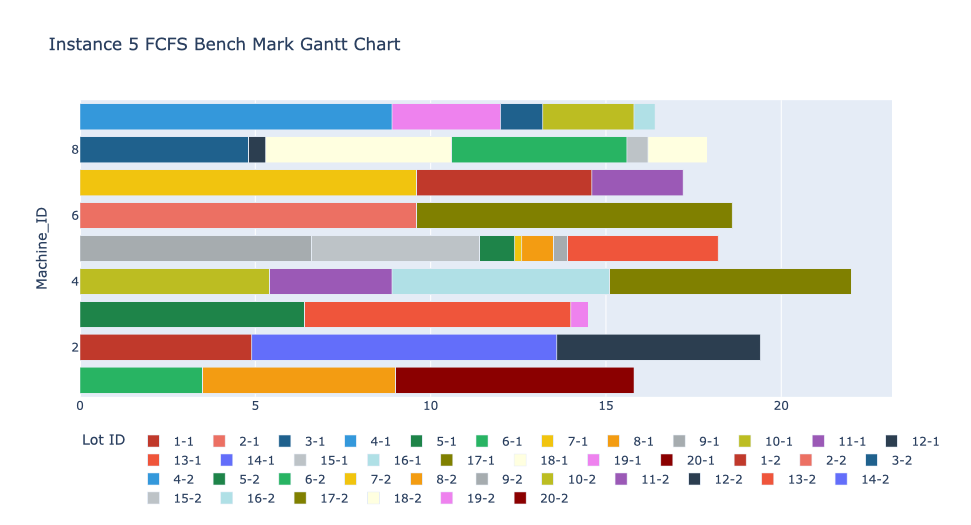 Instance 5 FCFS Bench Mark Gantt Chart
Machine_ID
8
6
4
2
0 5 10 15 20
Lot ID 1-1 2-1 3-1 4-1 5-1 6-1 7-1 8-1 9-1 10-1 11-1 12-1
13-1 14-1 15-1 16-1 17-1 18-1 19-1 20-1 1-2 2-2 3-2
4-2 5-2 6-2 7-2 8-2 9-2 10-2 11-2 12-2 13-2 14-2
15-2 16-2 17-2 18-2 19-2 20-2